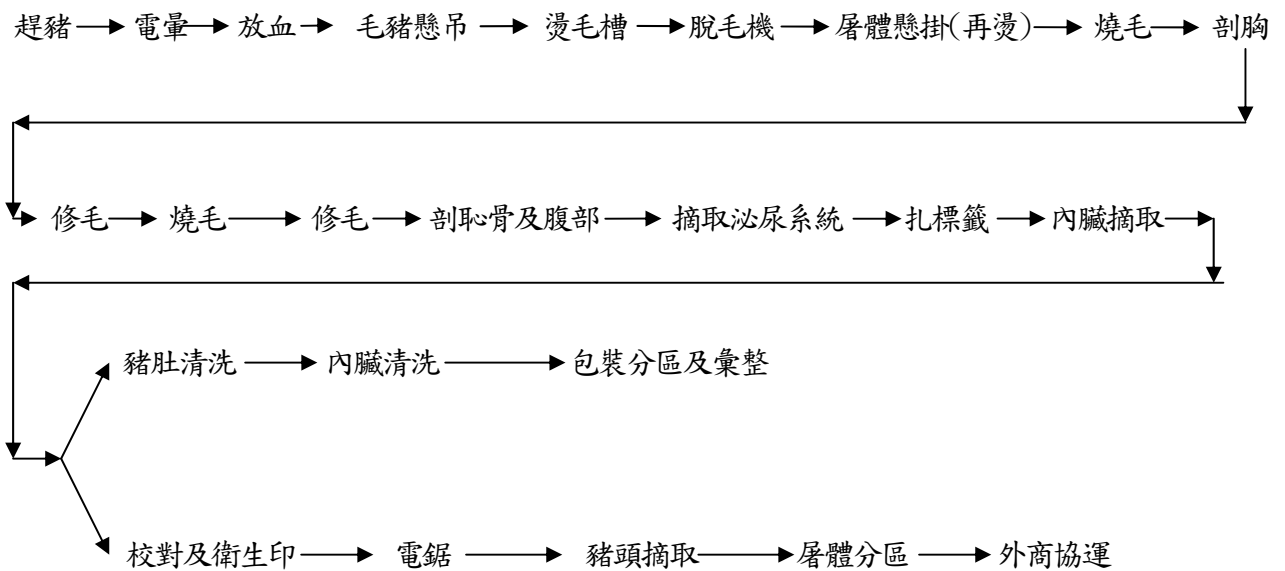 趕豬 電暈 放血 毛豬懸吊 燙毛槽 脫毛機 屠體懸掛(再燙) 燒毛 剖胸
修毛 燒毛 修毛 剖恥骨及腹部 摘取泌尿系統 扎標籤 內臟摘取
豬肚清洗 內臟清洗 包裝分區及彙整
校對及衛生印 電鋸 豬頭摘取 屠體分區 外商協運